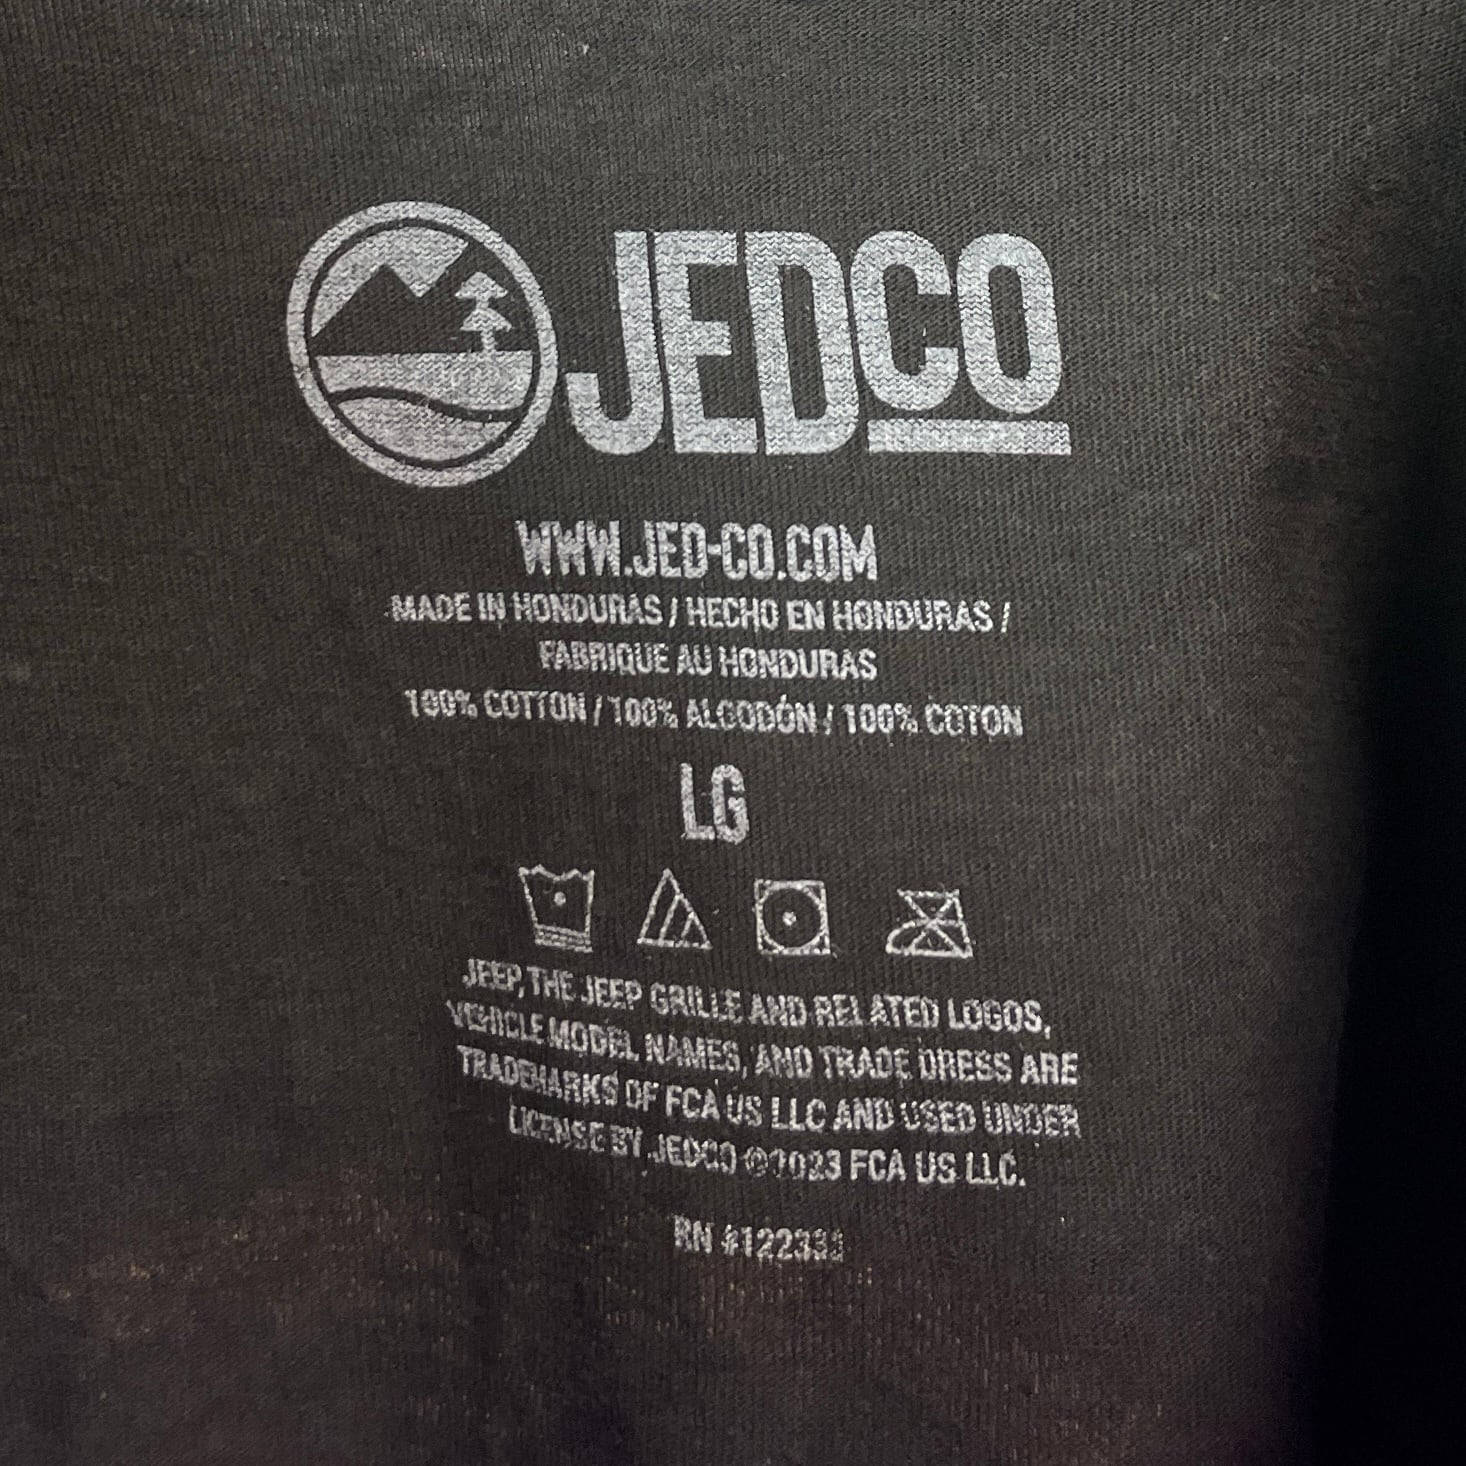 JEDCO
WWW.JED-CO.COM
MADE IN HONDURAS / HECHO EN HONDURAS /
FABRIQUE AU HONDURAS
100% COTTON / 100% ALGODÓN / 100% COTON
LG
JEEP, THE JEEP GRILLE AND RELATED LOGOS,
VEHICLE MODEL NAMES, AND TRADE DRESS ARE
TRADEMARKS OF FCA US LLC AND USED UNDER
LICENSE BY JEDCO ©2023 FCA US LLC.
RN #122333